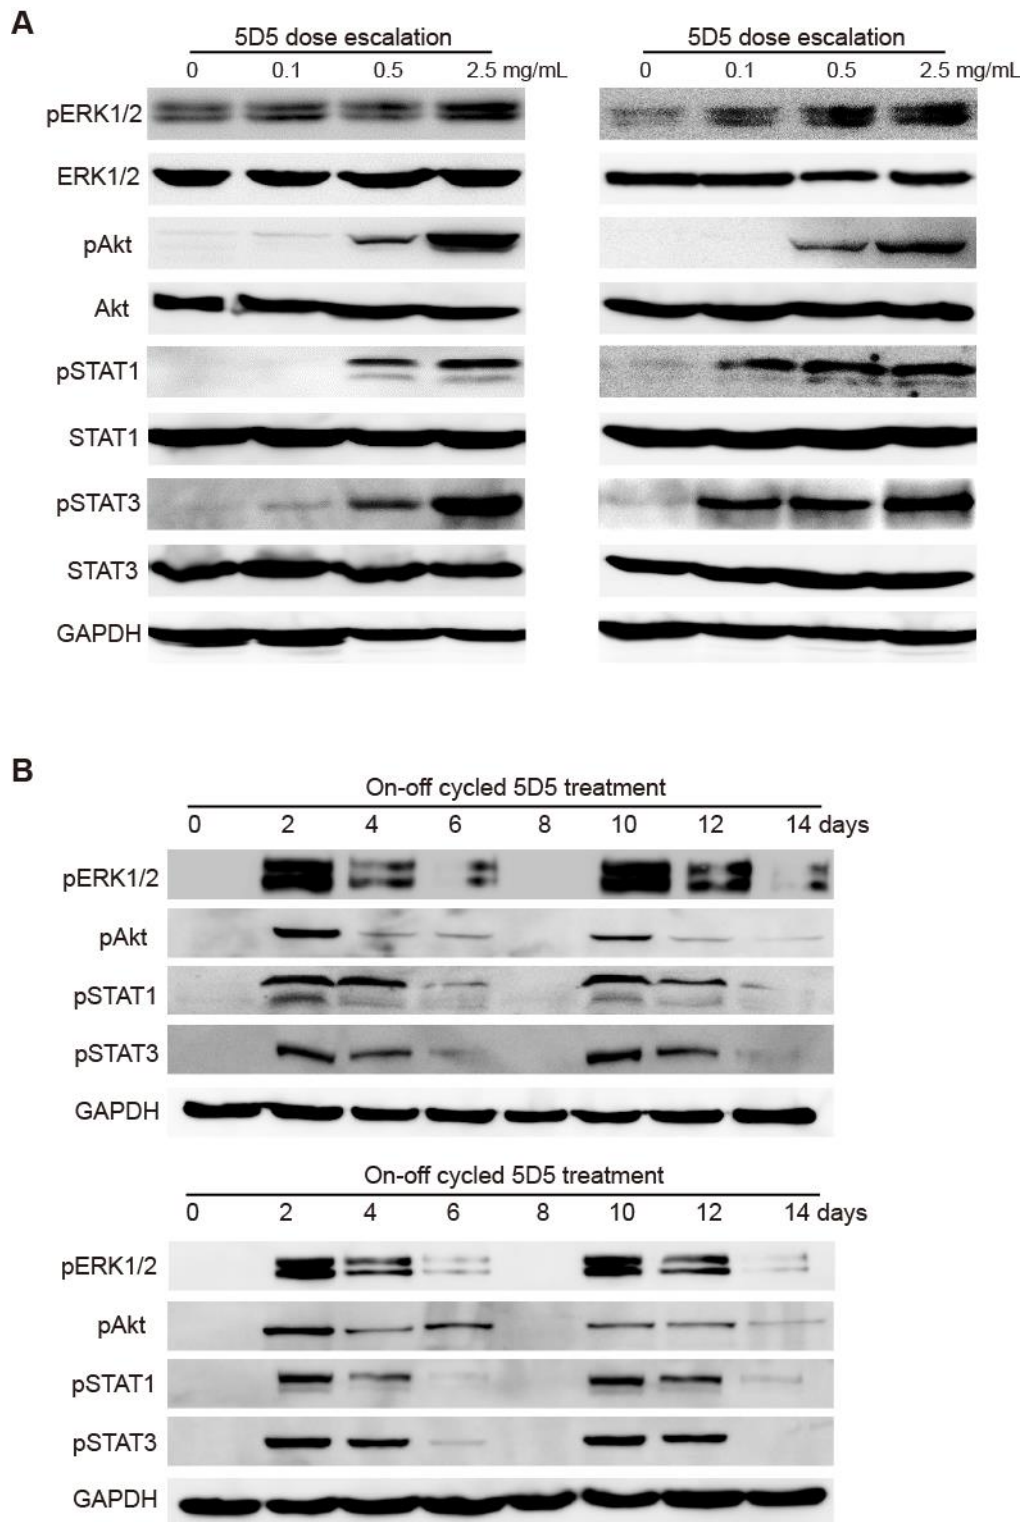 A
5D5 dose escalation 5D5 dose escalation
0 0.1 0.5 2.5 mg/mL 0 0.1 0.5 2.5 mg/mL
pERK1/2
ERK1/2
pAkt
Akt
pSTAT1
STAT1
pSTAT3
STAT3
GAPDH
B
On-off cycled 5D5 treatment
0 2 4 6 8 10 12 14 days
pERK1/2
pAkt
pSTAT1
pSTAT3
GAPDH
On-off cycled 5D5 treatment
0 2 4 6 8 10 12 14 days
pERK1/2
pAkt
pSTAT1
pSTAT3
GAPDH